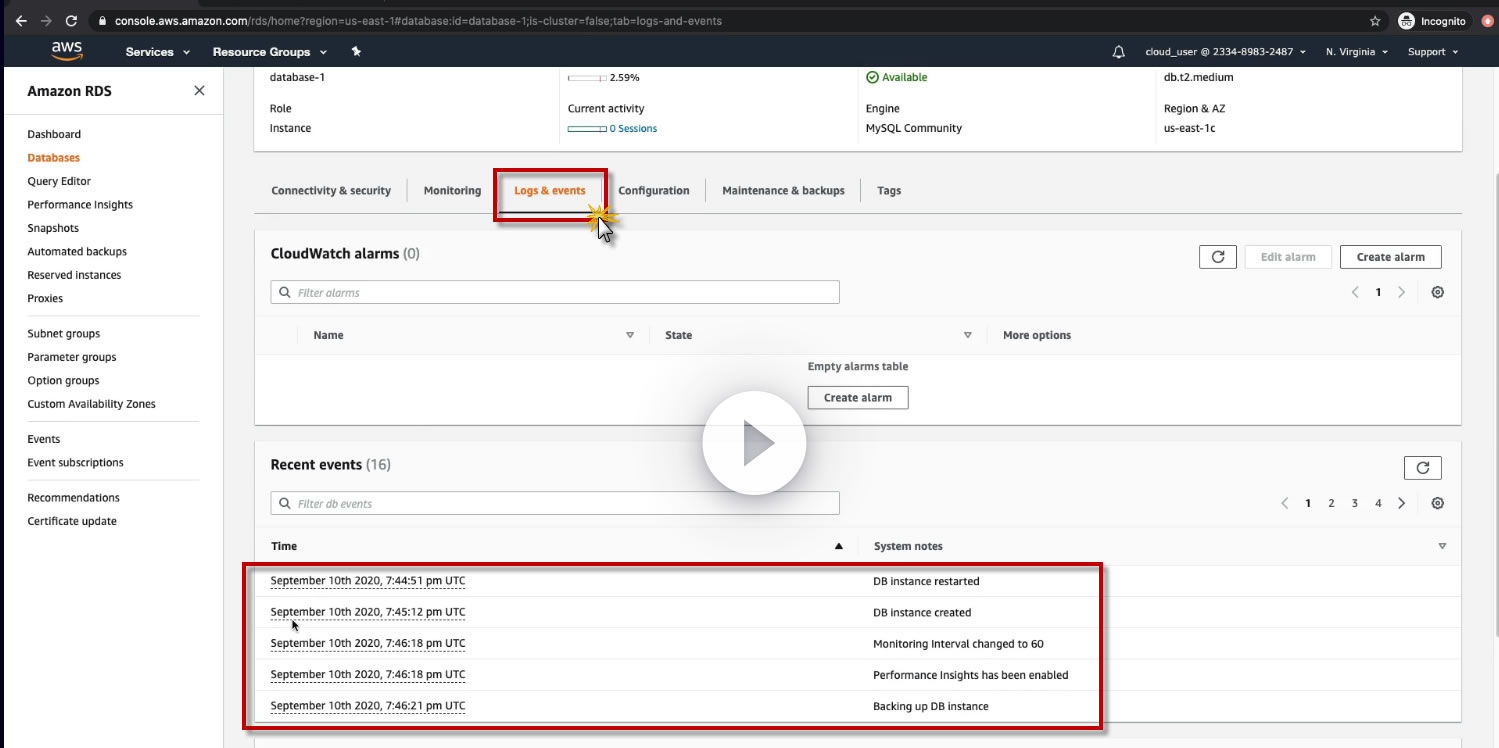 console.aws.amazon.com/rds/home?region=us-east-1#database:id=database-1;is-cluster=false;tab=logs-and-events
Incognito
aws
Services
Resource Groups
cloud_user @ 2334-8983-2487
N. Virginia
Support
Amazon RDS
Dashboard
Databases
Query Editor
Performance Insights
Snapshots
Automated backups
Reserved instances
Proxies
Subnet groups
Parameter groups
Option groups
Custom Availability Zones
Events
Event subscriptions
Recommendations
Certificate update
database-1
2.59%
Available
db.t2.medium
Role
Current activity
Engine
Region & AZ
Instance
0 Sessions
MySQL Community
us-east-1c
Connectivity & security
Monitoring
Logs & events
Configuration
Maintenance & backups
Tags
CloudWatch alarms (0)
Edit alarm
Create alarm
Filter alarms
1
Name
State
More options
Empty alarms table
Create alarm
Recent events (16)
Filter db events
1 2 3 4
Time
System notes
September 10th 2020, 7:44:51 pm UTC
DB instance restarted
September 10th 2020, 7:45:12 pm UTC
DB instance created
September 10th 2020, 7:46:18 pm UTC
Monitoring Interval changed to 60
September 10th 2020, 7:46:18 pm UTC
Performance Insights has been enabled
September 10th 2020, 7:46:21 pm UTC
Backing up DB instance